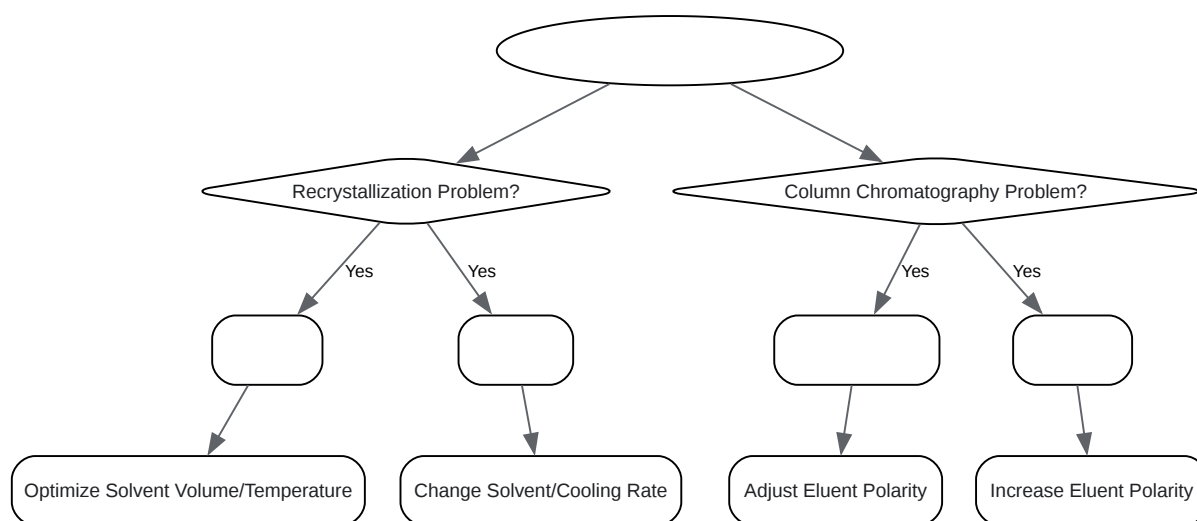 Recrystallization Problem?
Column Chromatography Problem?
Yes
Yes
Yes
Yes
Optimize Solvent Volume/Temperature
Change Solvent/Cooling Rate
Adjust Eluent Polarity
Increase Eluent Polarity